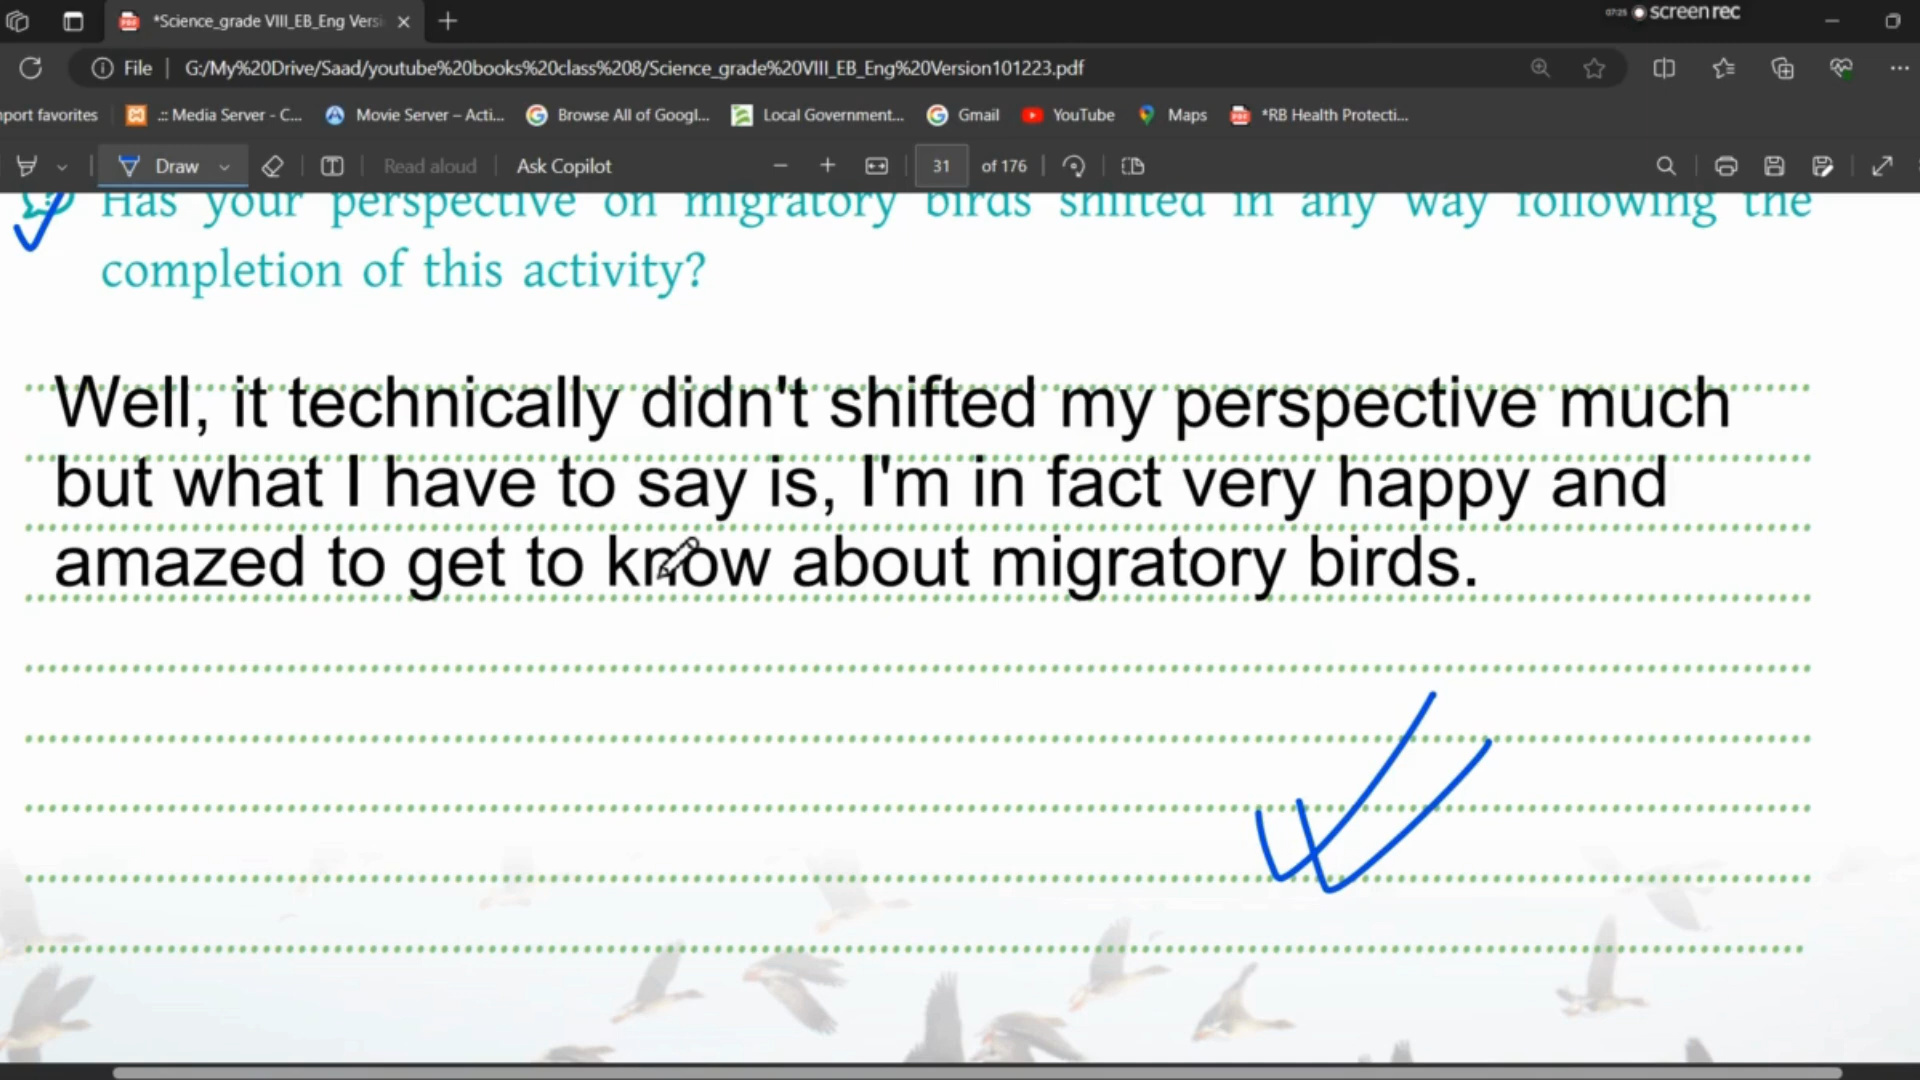 *Science_grade VIII_EB_Eng Versi
07:25 screenrec
File G:/My%20Drive/Saad/youtube%20books%20class%208/Science_grade%20VIII_EB_Eng%20Version101223.pdf
port favorites .:: Media Server - C... Movie Server – Acti... Browse All of Googl... Local Government... Gmail YouTube Maps *RB Health Protecti...
Draw Read aloud Ask Copilot 31 of 176
Has your perspective on migratory birds shifted in any way following the
completion of this activity?
Well, it technically didn't shifted my perspective much
but what I have to say is, I'm in fact very happy and
amazed to get to know about migratory birds.